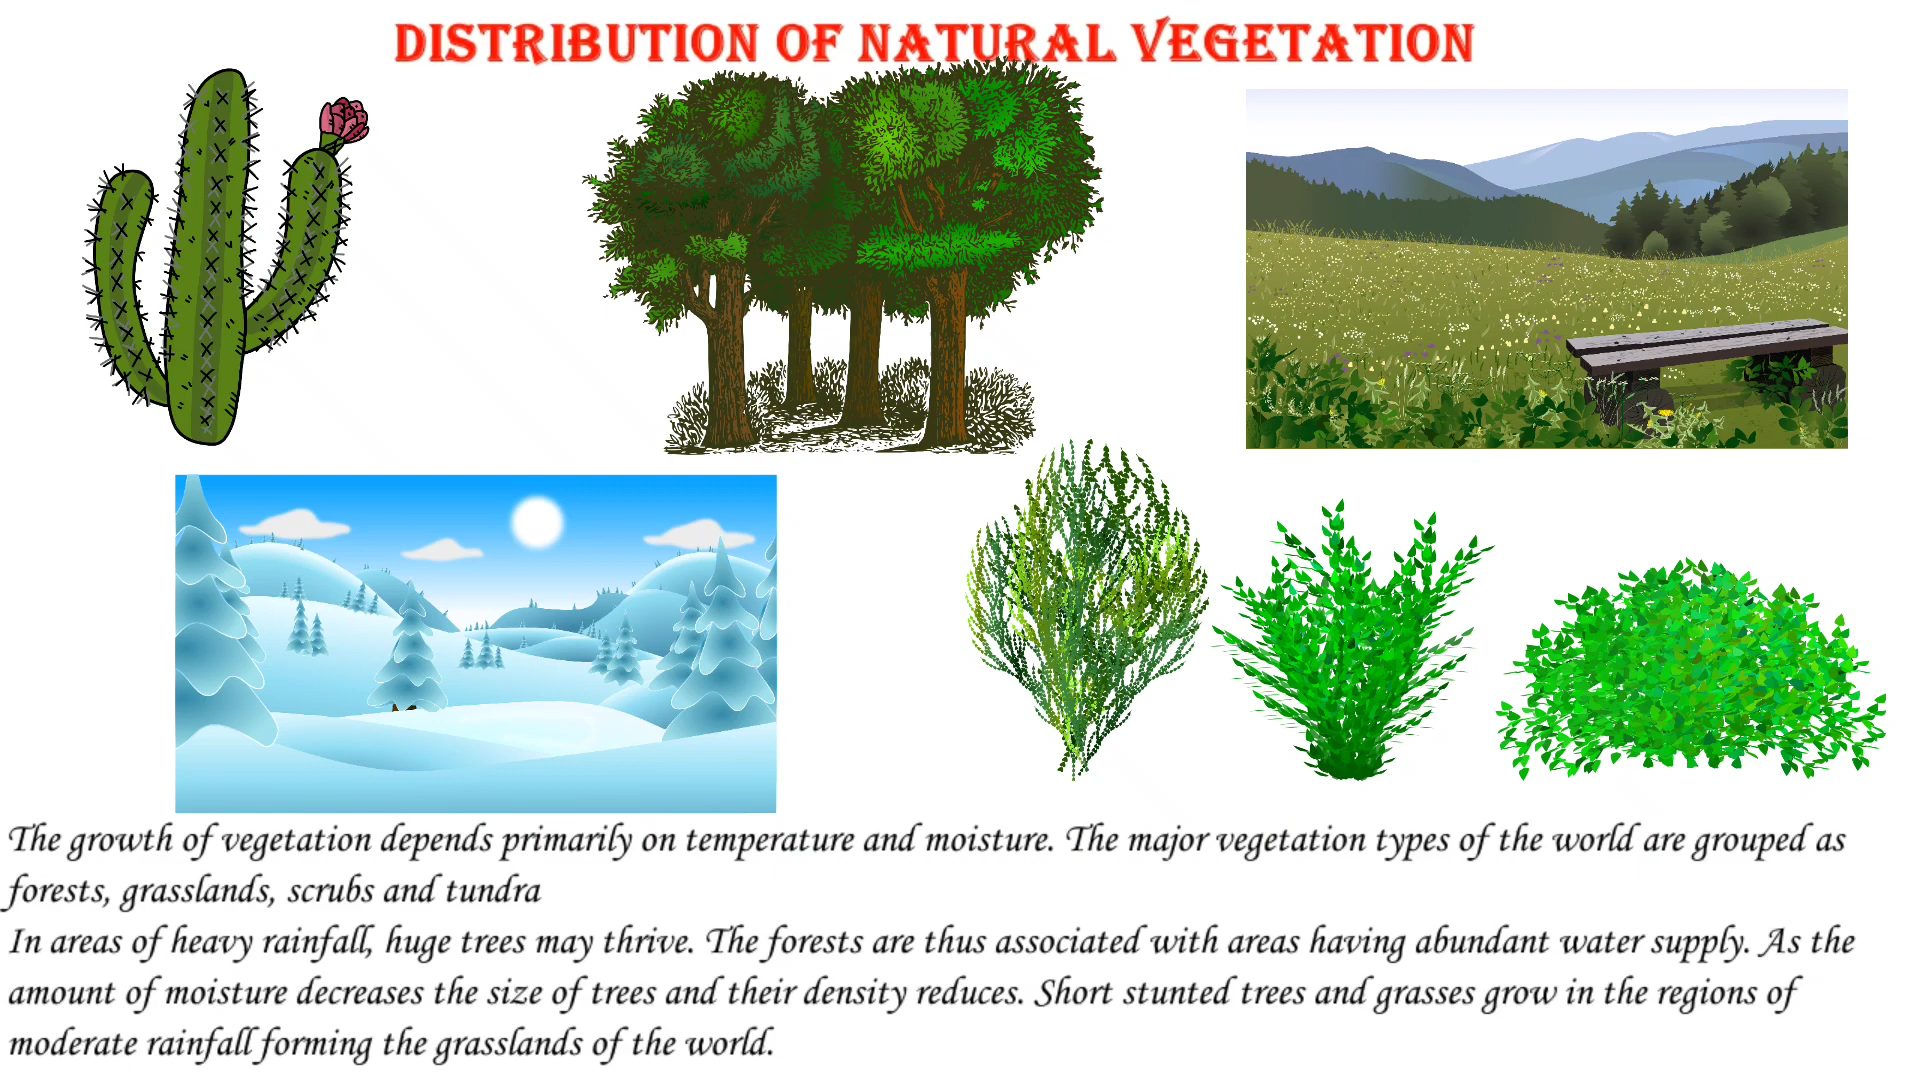 DISTRIBUTION OF NATURAL VEGETATION
The growth of vegetation depends primarily on temperature and moisture. The major vegetation types of the world are grouped as
forests, grasslands, scrubs and tundra
In areas of heavy rainfall, huge trees may thrive. The forests are thus associated with areas having abundant water supply. As the
amount of moisture decreases the size of trees and their density reduces. Short stunted trees and grasses grow in the regions of
moderate rainfall forming the grasslands of the world.